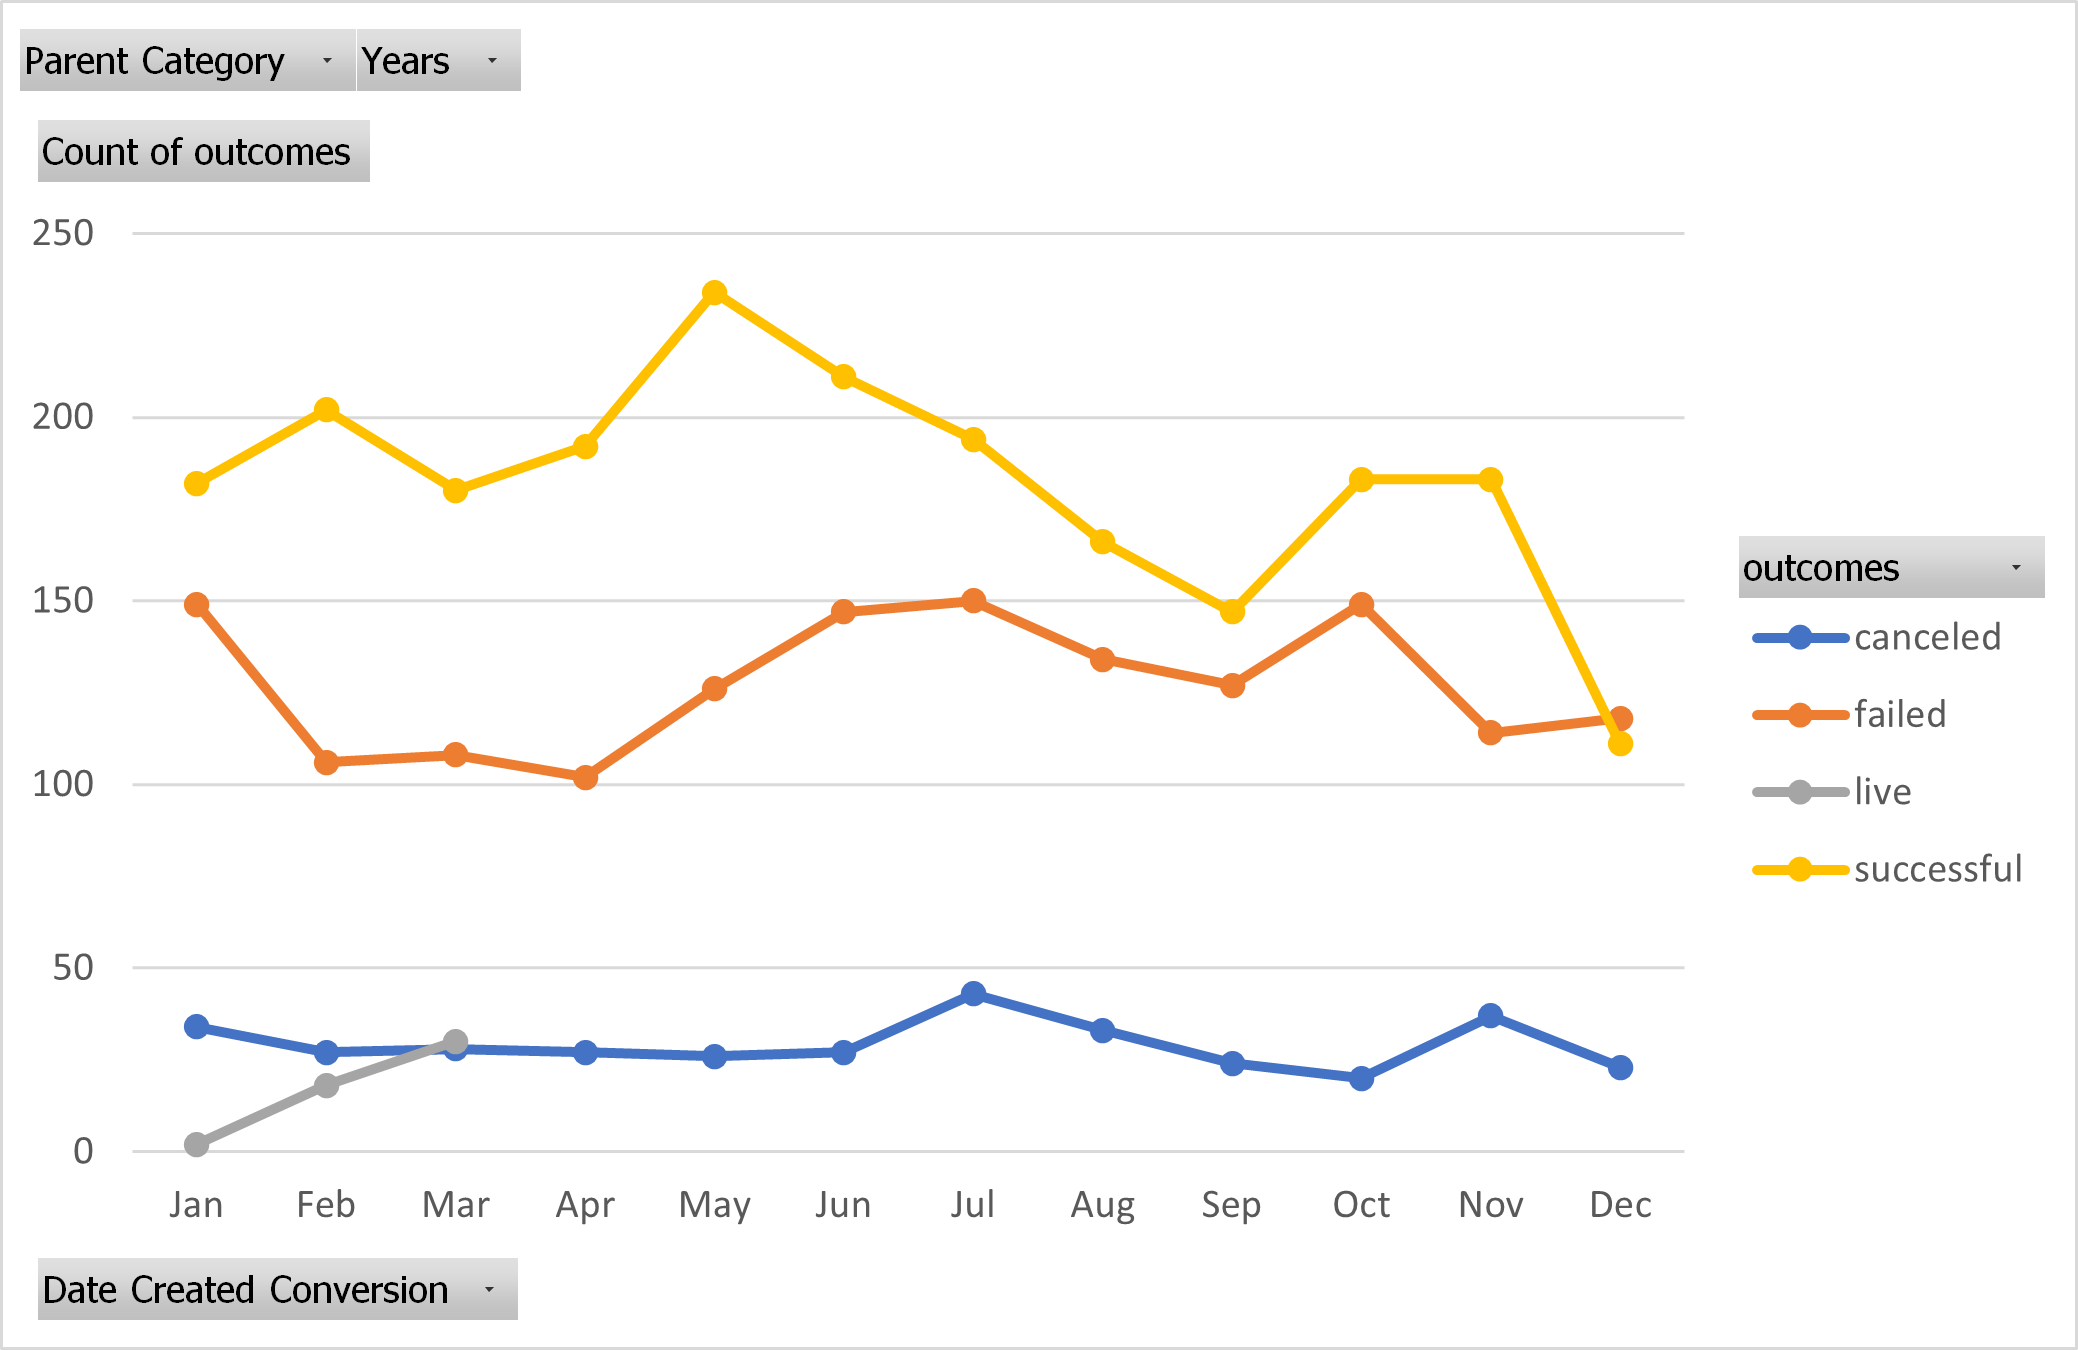 Parent Category Years
Count of outcomes
250
200
150
100
50
0
Jan Feb Mar Apr May Jun Jul Aug Sep Oct Nov Dec
outcomes
canceled
failed
live
successful
Date Created Conversion